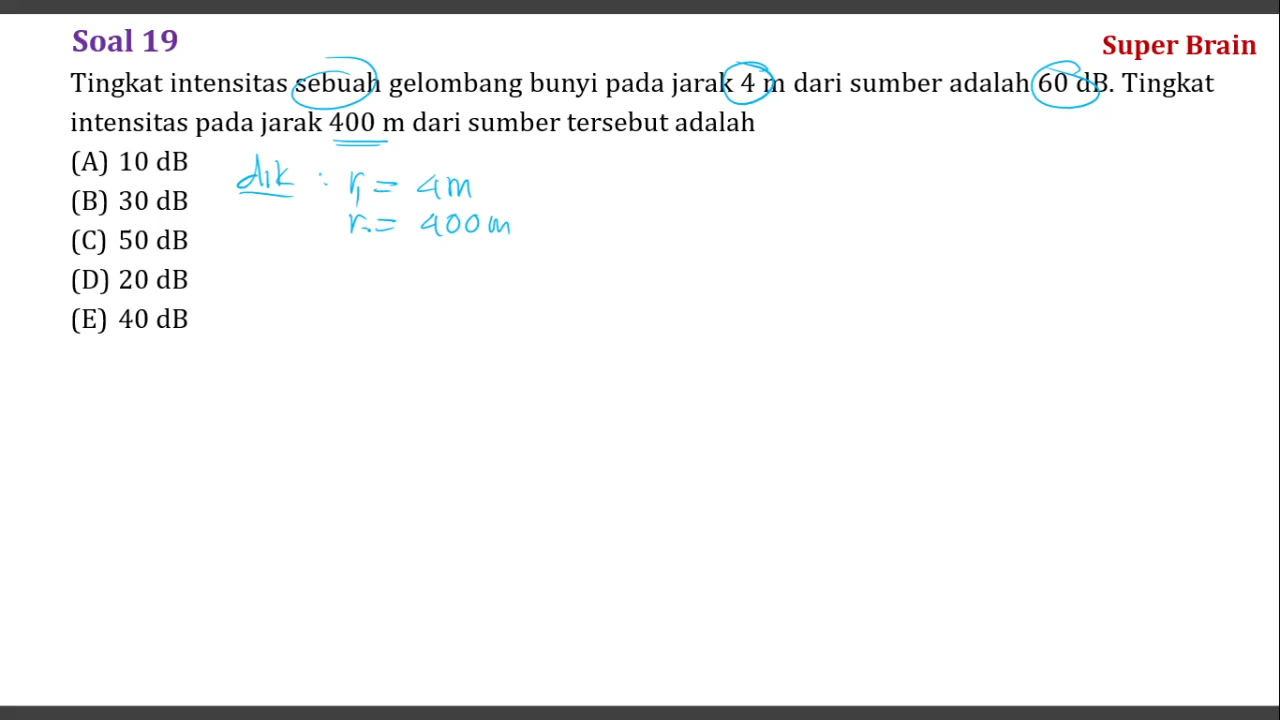 Soal 19
Super Brain
Tingkat intensitas sebuah gelombang bunyi pada jarak 4 m dari sumber adalah 60 dB. Tingkat
intensitas pada jarak 400 m dari sumber tersebut adalah
(A) 10 dB
(B) 30 dB
(C) 50 dB
(D) 20 dB
(E) 40 dB
dik : r₁ = 4m
r. = 400 m